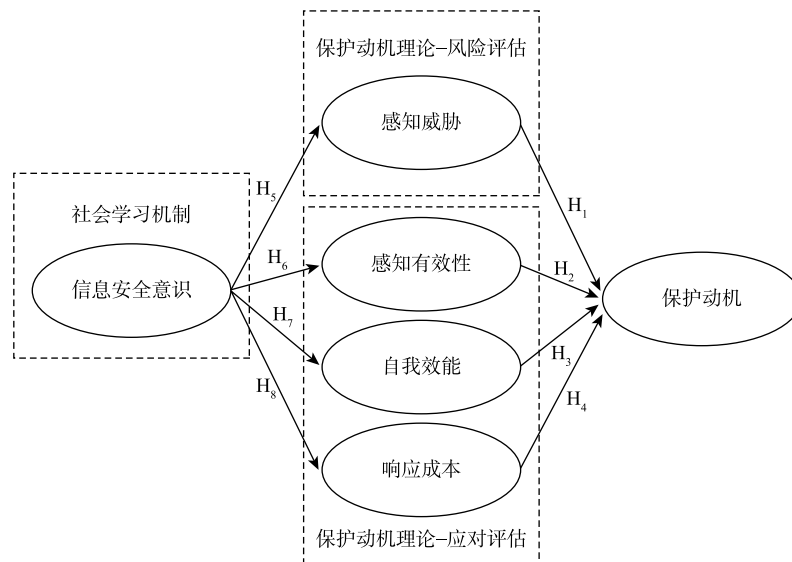 保护动机理论–风险评估
感知威胁
社会学习机制
信息安全意识
H₅
H₆
H₇
H₈
感知有效性
自我效能
响应成本
保护动机理论–应对评估
H₁
H₂
H₃
H₄
保护动机